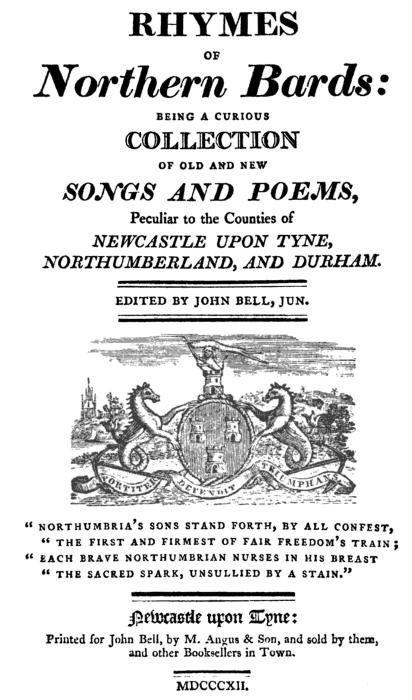 RHYMES
OF
Northern Bards:
BEING A CURIOUS
COLLECTION
OF OLD AND NEW
SONGS AND POEMS,
Peculiar to the Counties of
NEWCASTLE UPON TYNE,
NORTHUMBERLAND, AND DURHAM.
EDITED BY JOHN BELL, JUN.
FORTITER DEFENDIT TRIUMPHANS
“ NORTHUMBRIA'S SONS STAND FORTH, BY ALL CONFEST,
“ THE FIRST AND FIRMEST OF FAIR FREEDOM'S TRAIN;
“ EACH BRAVE NORTHUMBRIAN NURSES IN HIS BREAST
“ THE SACRED SPARK, UNSULLIED BY A STAIN.”
Newcastle upon Tyne:
Printed for John Bell, by M. Angus & Son, and sold by them,
and other Booksellers in Town.
MDCCCXII.